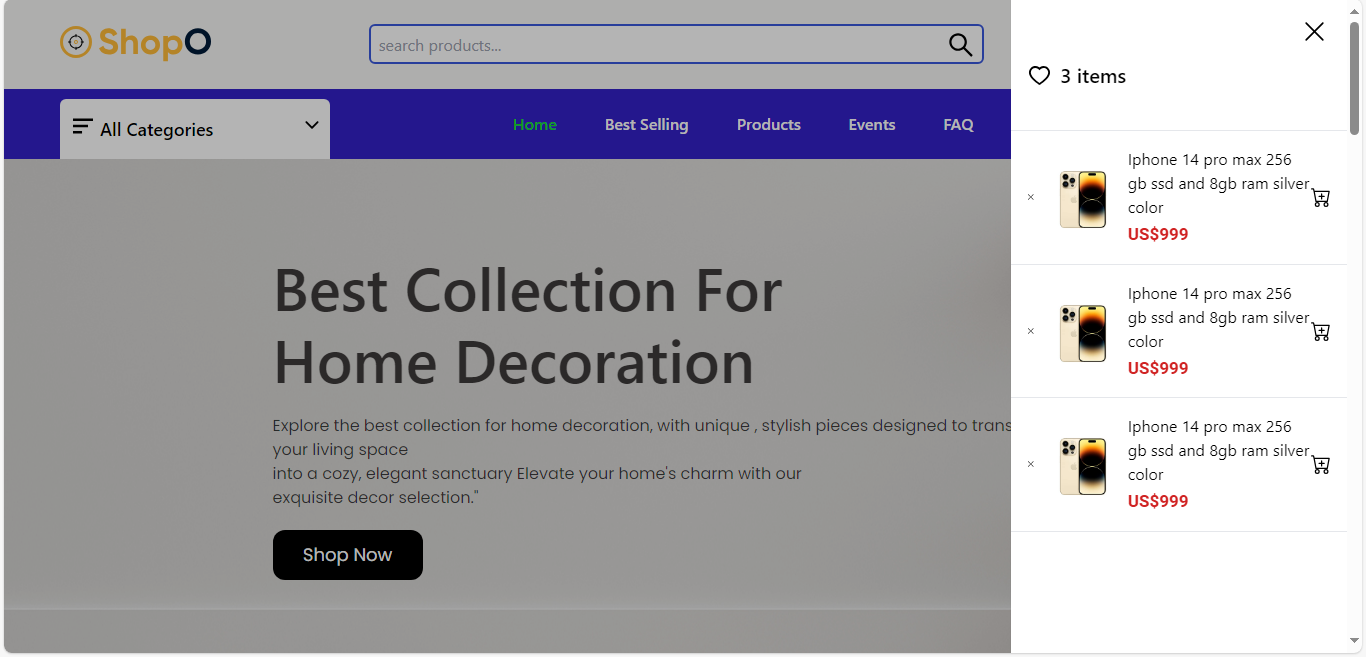 ShopO
search products...
All Categories
Home
Best Selling
Products
Events
FAQ
Best Collection For
Home Decoration
Explore the best collection for home decoration, with unique , stylish pieces designed to trans
your living space
into a cozy, elegant sanctuary Elevate your home's charm with our
exquisite decor selection."
Shop Now
3 items
Iphone 14 pro max 256
gb ssd and 8gb ram silver
color
US$999
Iphone 14 pro max 256
gb ssd and 8gb ram silver
color
US$999
Iphone 14 pro max 256
gb ssd and 8gb ram silver
color
US$999